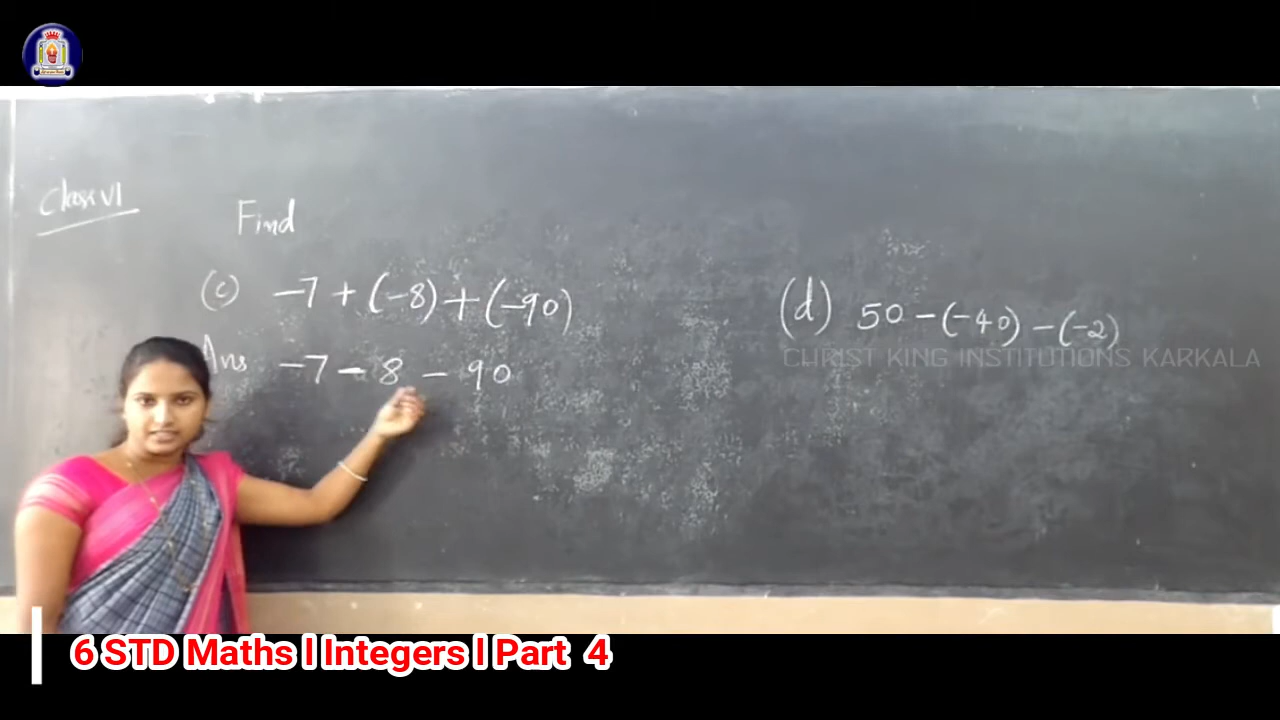 Class VI
Find
(c) -7 + (-8) + (-90)
(d) 50 - (-40) - (-2)
Ans -7 - 8 - 90
CHRIST KING INSTITUTIONS KARKALA
6 STD Maths l Integers l Part 4